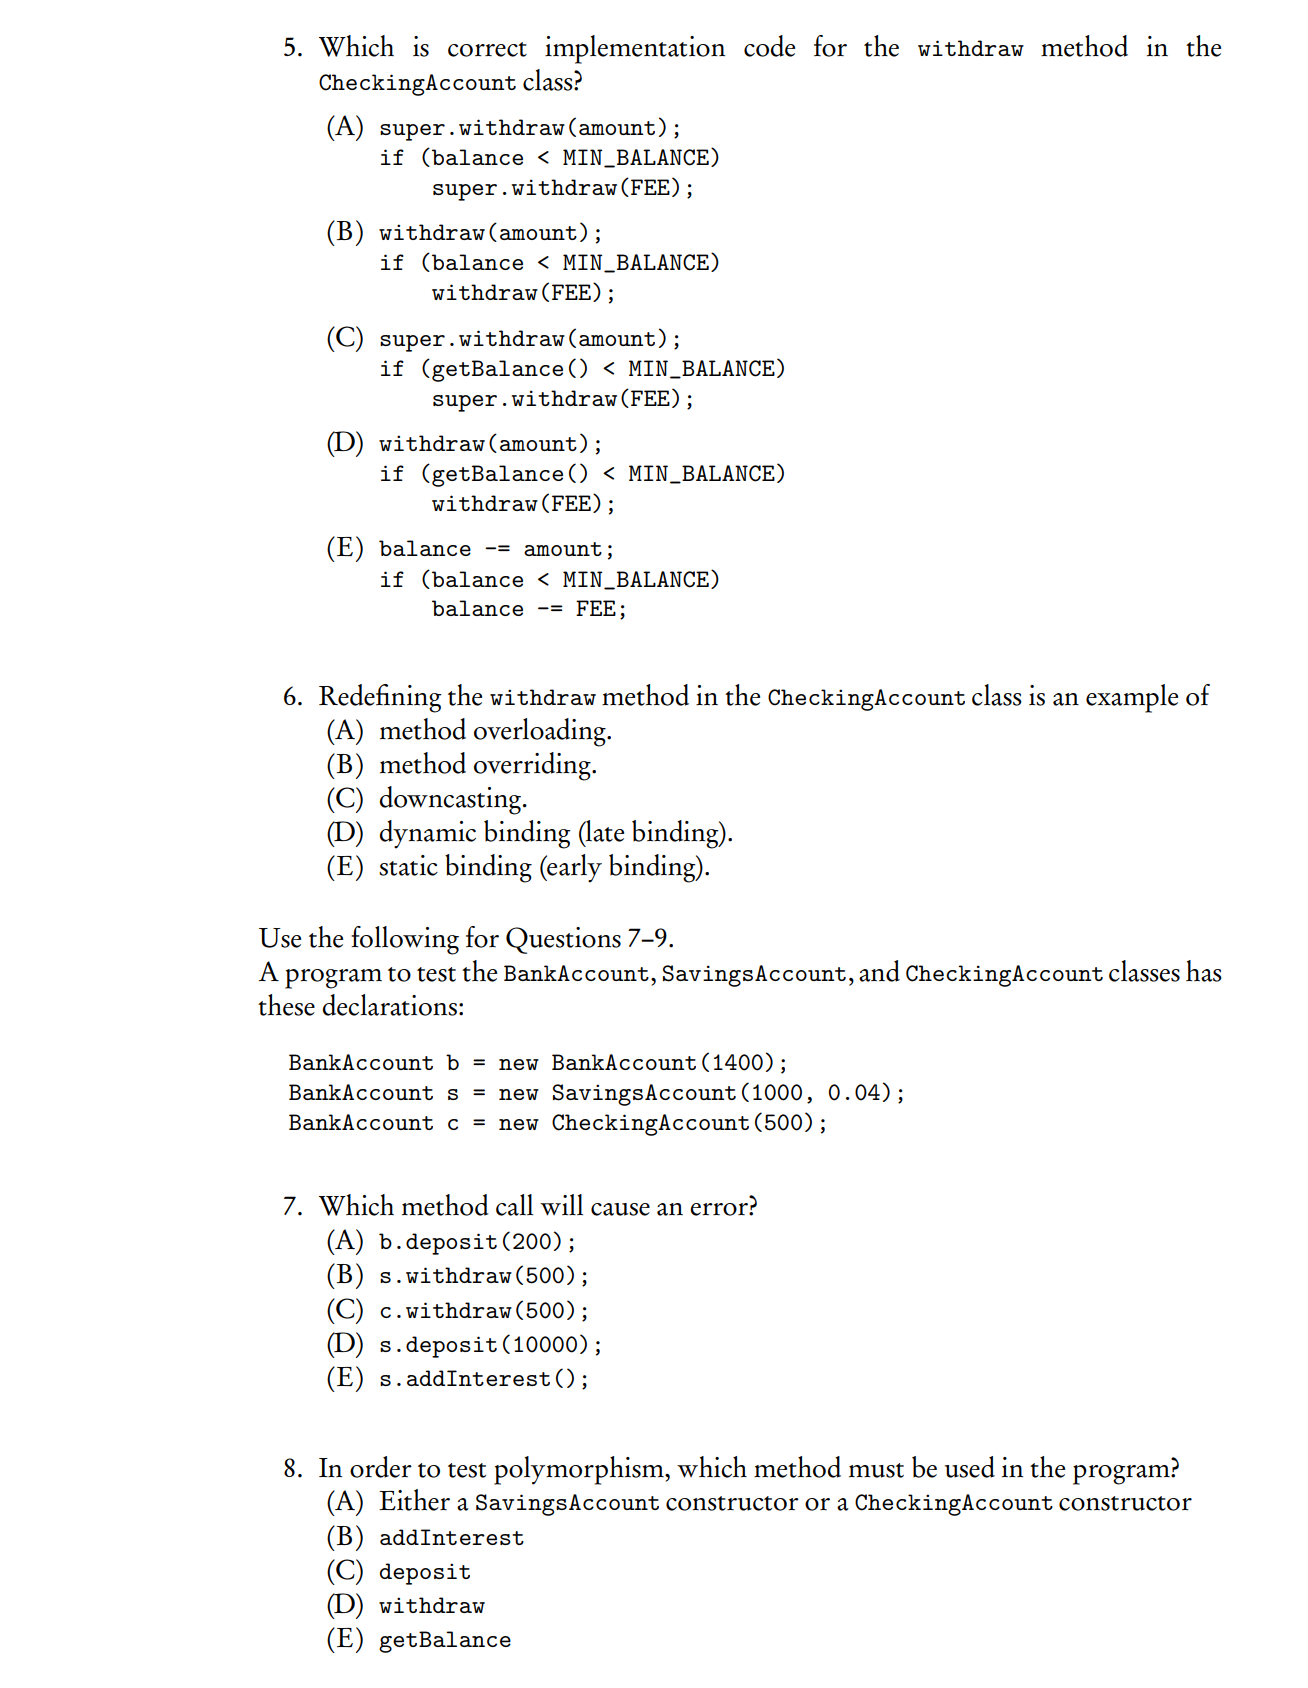 5. Which is correct implementation code for the withdraw method in the
CheckingAccount class?
(A) super.withdraw(amount);
if (balance < MIN_BALANCE)
super.withdraw(FEE);
(B) withdraw(amount);
if (balance < MIN_BALANCE)
withdraw(FEE);
(C) super.withdraw(amount);
if (getBalance() < MIN_BALANCE)
super.withdraw(FEE);
(D) withdraw(amount);
if (getBalance() < MIN_BALANCE)
withdraw(FEE);
(E) balance -= amount;
if (balance < MIN_BALANCE)
balance -= FEE;
6. Redefining the withdraw method in the CheckingAccount class is an example of
(A) method overloading.
(B) method overriding.
(C) downcasting.
(D) dynamic binding (late binding).
(E) static binding (early binding).
Use the following for Questions 7–9.
A program to test the BankAccount, SavingsAccount, and CheckingAccount classes has
these declarations:
BankAccount b = new BankAccount(1400);
BankAccount s = new SavingsAccount(1000, 0.04);
BankAccount c = new CheckingAccount(500);
7. Which method call will cause an error?
(A) b.deposit(200);
(B) s.withdraw(500);
(C) c.withdraw(500);
(D) s.deposit(10000);
(E) s.addInterest();
8. In order to test polymorphism, which method must be used in the program?
(A) Either a SavingsAccount constructor or a CheckingAccount constructor
(B) addInterest
(C) deposit
(D) withdraw
(E) getBalance